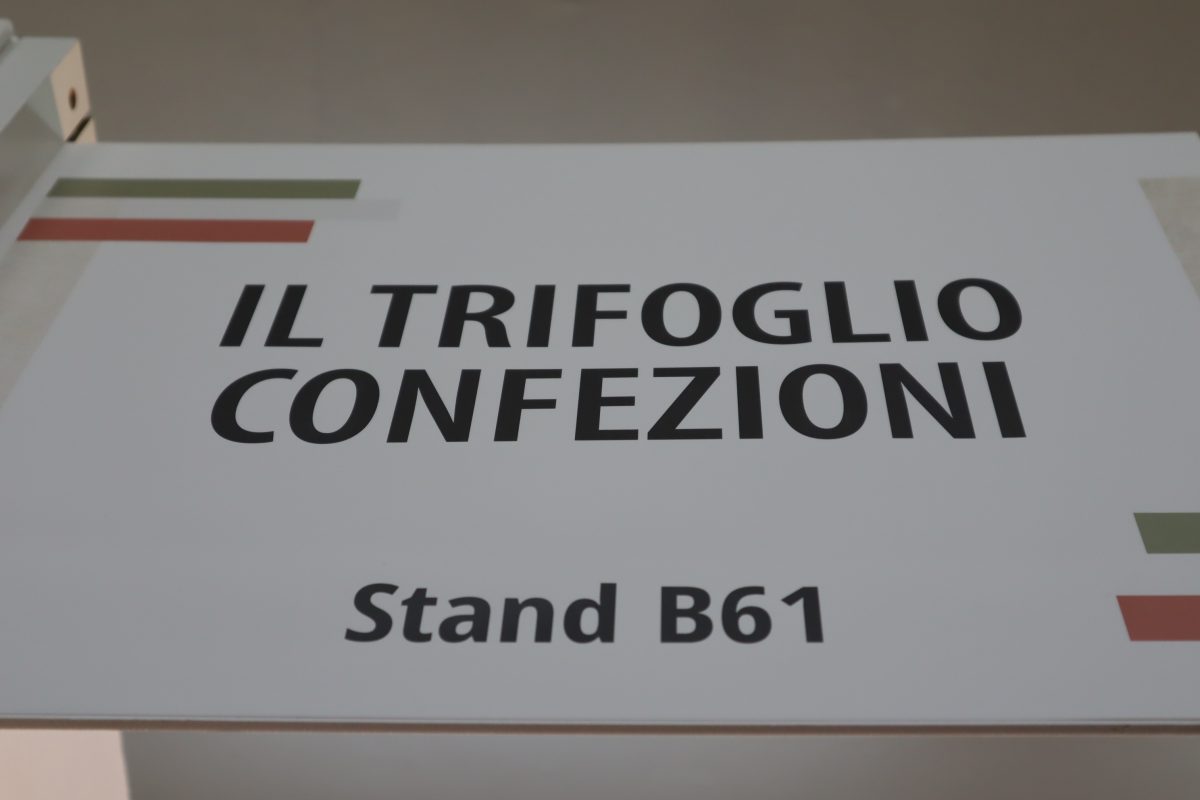 IL TRIFOGLIO
CONFEZIONI
Stand B61